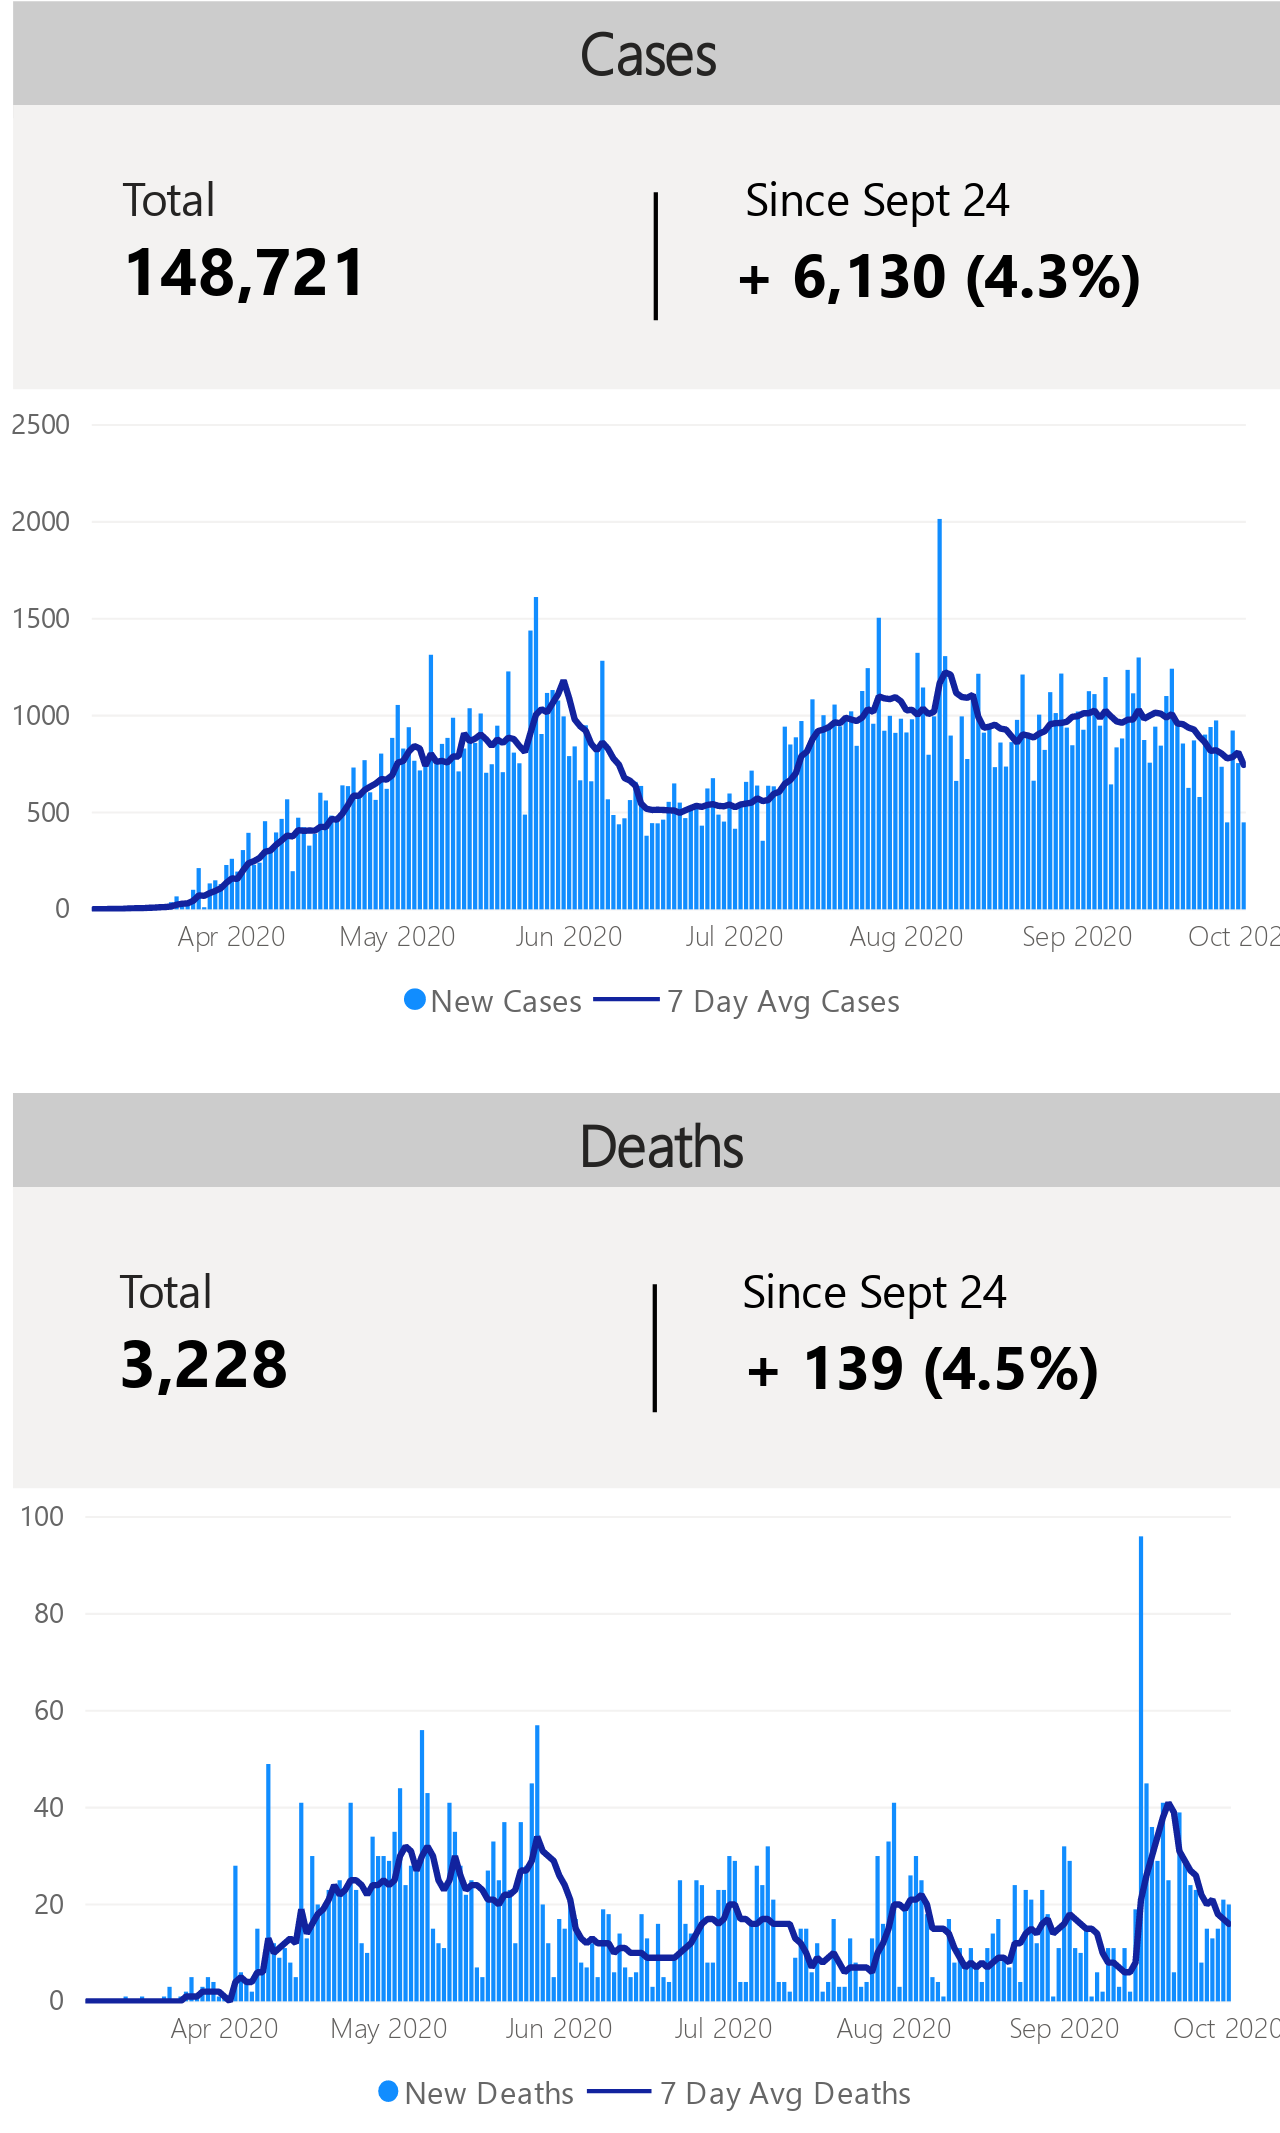 Cases
Total
Since Sept 24
148,721
+ 6,130 (4.3%)
2500
2000
1500
1000
500
0
Apr 2020
May 2020
Jun 2020
Jul 2020
Aug 2020
Sep 2020
Oct 202
New Cases
7 Day Avg Cases
Deaths
Total
Since Sept 24
3,228
+ 139 (4.5%)
100
80
60
40
20
0
Apr 2020
May 2020
Jun 2020
Jul 2020
Aug 2020
Sep 2020
Oct 2020
New Deaths
7 Day Avg Deaths